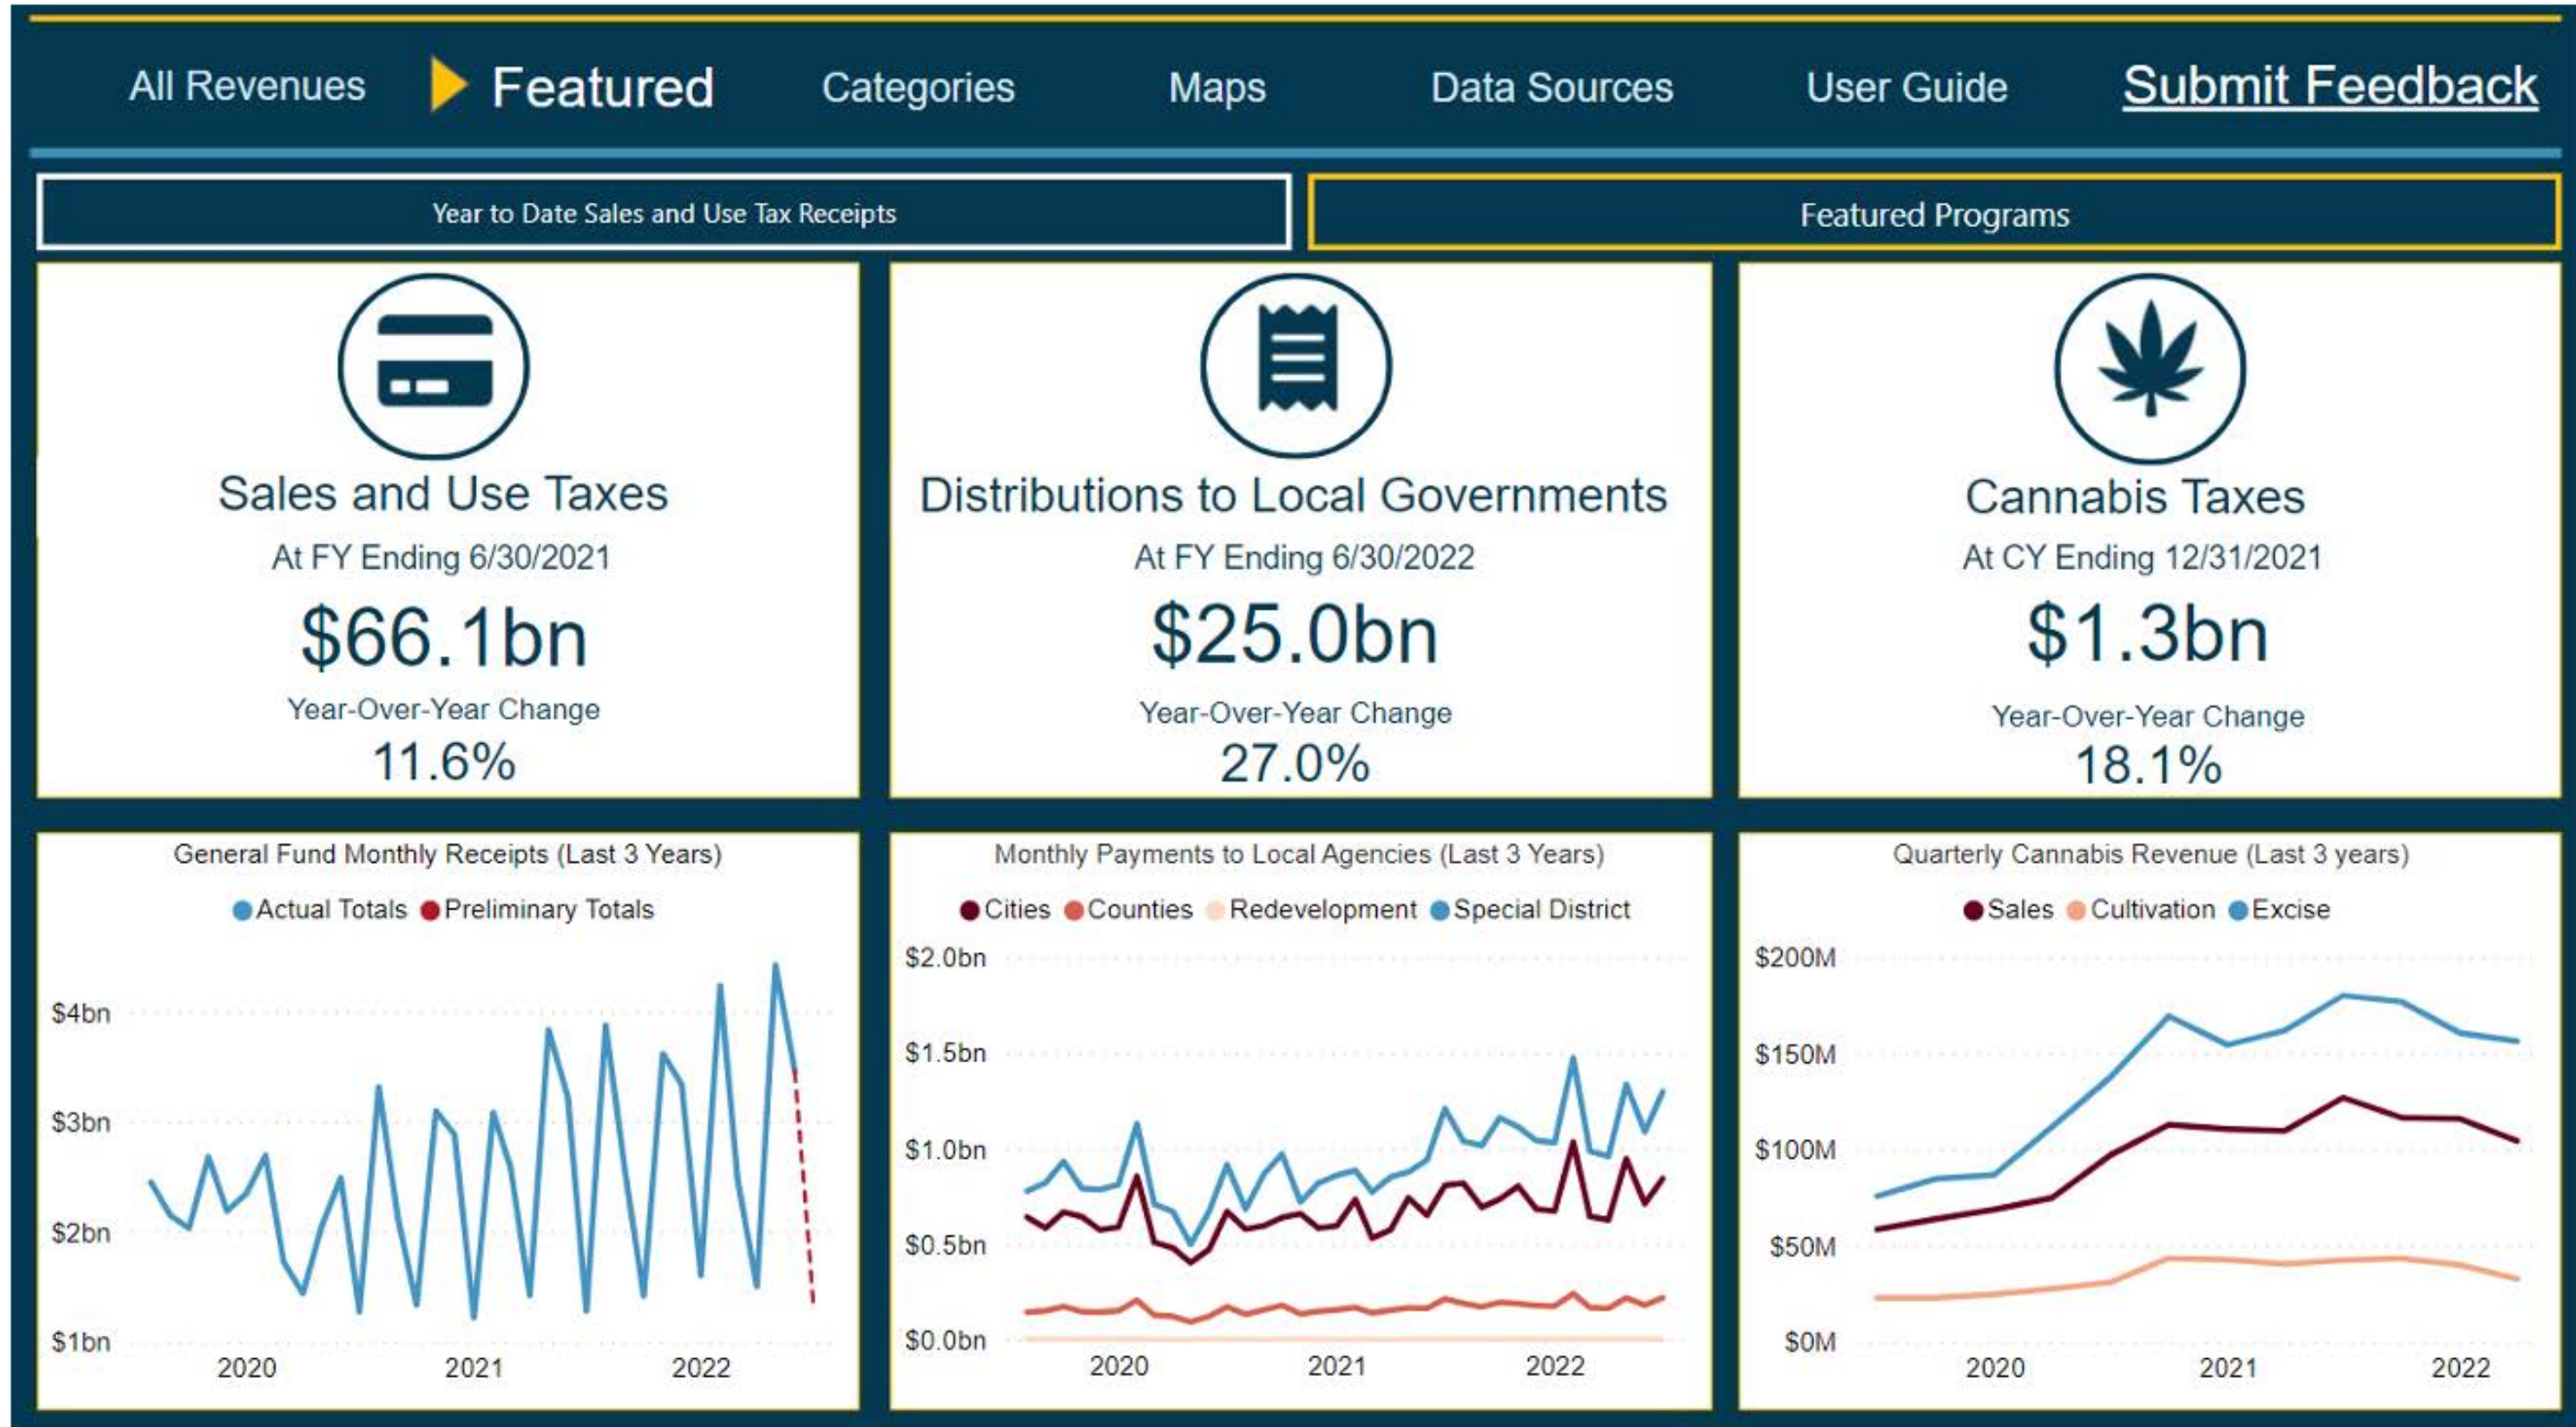 All Revenues
Featured
Categories
Maps
Data Sources
User Guide
Submit Feedback
Year to Date Sales and Use Tax Receipts
Featured Programs
Sales and Use Taxes
At FY Ending 6/30/2021
$66.1bn
Year-Over-Year Change
11.6%
Distributions to Local Governments
At FY Ending 6/30/2022
$25.0bn
Year-Over-Year Change
27.0%
Cannabis Taxes
At CY Ending 12/31/2021
$1.3bn
Year-Over-Year Change
18.1%
General Fund Monthly Receipts (Last 3 Years)
Actual Totals Preliminary Totals
$4bn
$3bn
$2bn
$1bn
2020 2021 2022
Monthly Payments to Local Agencies (Last 3 Years)
Cities Counties Redevelopment Special District
$2.0bn
$1.5bn
$1.0bn
$0.5bn
$0.0bn
2020 2021 2022
Quarterly Cannabis Revenue (Last 3 years)
Sales Cultivation Excise
$200M
$150M
$100M
$50M
$0M
2020 2021 2022